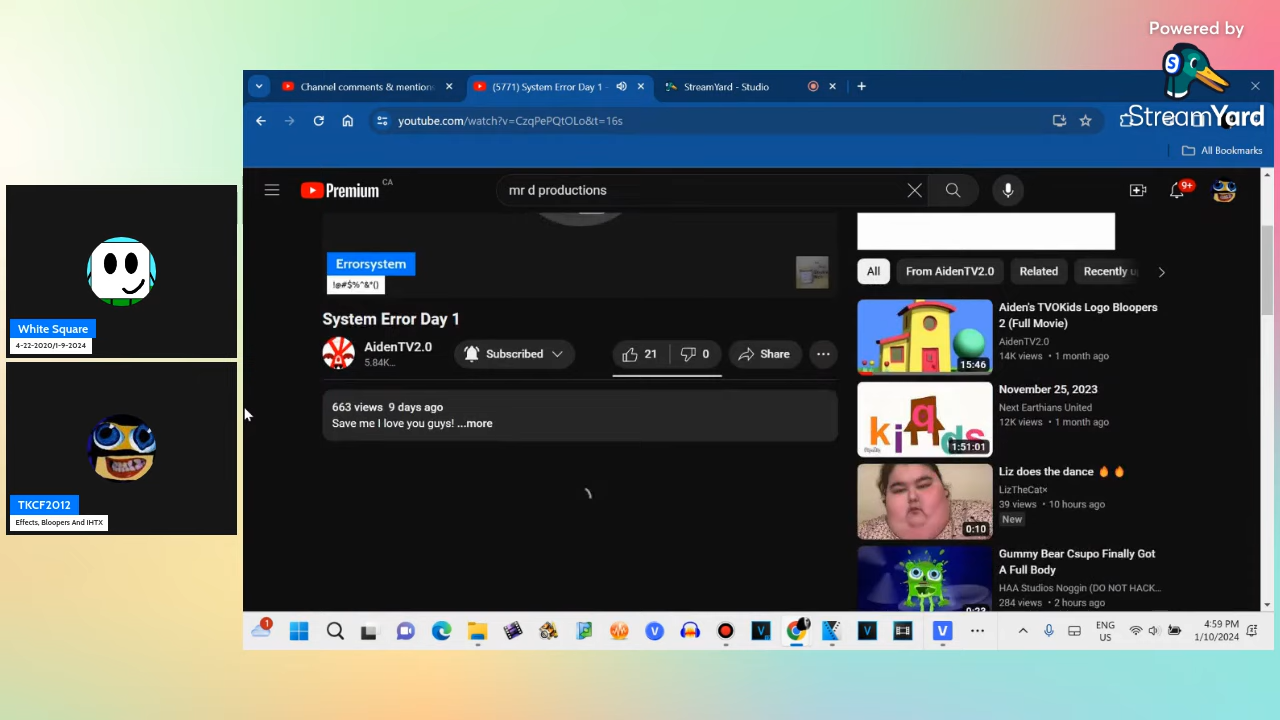 Powered by
StreamYard
Channel comments & mentions
(5771) System Error Day 1 -
StreamYard - Studio
youtube.com/watch?v=CzqPePQtOLo&t=16s
All Bookmarks
Premium CA
mr d productions
9+
White Square
4-22-2020/1-9-2024
TKCF2012
Effects, Bloopers And IHTX
Errorsystem
!@#$%^&*()
System Error Day 1
AidenTV2.0
5.84K...
Subscribed
21
0
Share
663 views 9 days ago
Save me I love you guys! ...more
All
From AidenTV2.0
Related
Recently u
Aiden's TVOKids Logo Bloopers
2 (Full Movie)
AidenTV2.0
14K views • 1 month ago
15:46
November 25, 2023
Next Earthians United
12K views • 1 month ago
kiqds
1:51:01
Liz does the dance 🔥 🔥
LizTheCat×
39 views • 10 hours ago
New
0:10
Gummy Bear Csupo Finally Got
A Full Body
HAA Studios Noggin (DO NOT HACK...
284 views • 2 hours ago
0:23
1
ENG
US
4:59 PM
1/10/2024